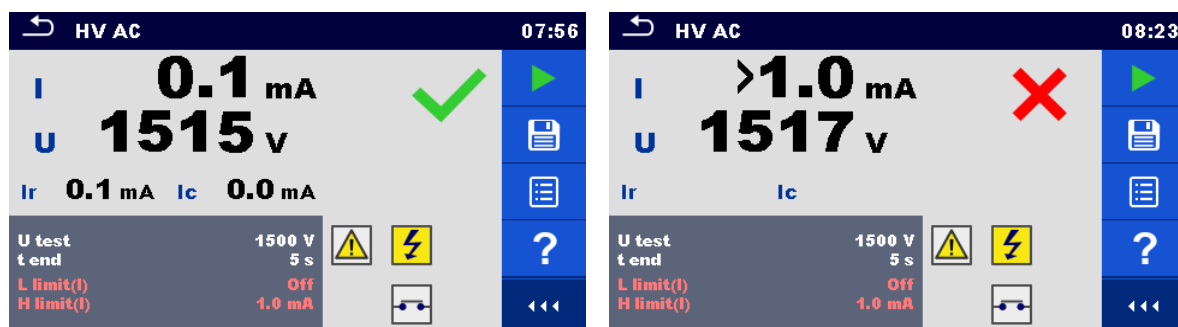 HV AC 07:56
I 0.1 mA
U 1515 V
Ir 0.1 mA Ic 0.0 mA
U test 1500 V
t end 5 s
L limit(I) Off
H limit(I) 1.0 mA
?
HV AC 08:23
I >1.0 mA
U 1517 V
Ir Ic
U test 1500 V
t end 5 s
L limit(I) Off
H limit(I) 1.0 mA
?